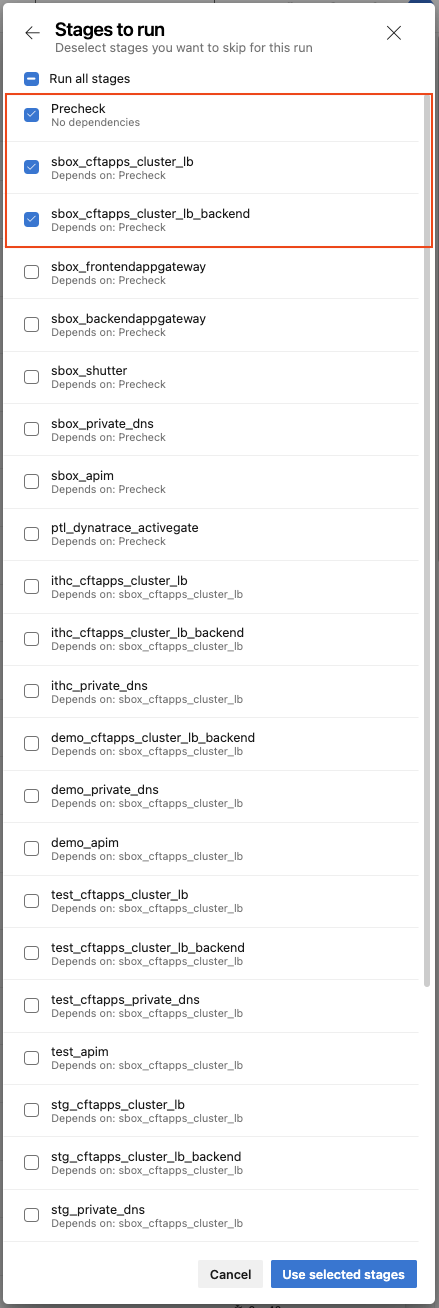 Stages to run
Deselect stages you want to skip for this run
Run all stages
Precheck
No dependencies
sbox_cftapps_cluster_lb
Depends on: Precheck
sbox_cftapps_cluster_lb_backend
Depends on: Precheck
sbox_frontendappgateway
Depends on: Precheck
sbox_backendappgateway
Depends on: Precheck
sbox_shutter
Depends on: Precheck
sbox_private_dns
Depends on: Precheck
sbox_apim
Depends on: Precheck
ptl_dynatrace_activegate
Depends on: Precheck
ithc_cftapps_cluster_lb
Depends on: sbox_cftapps_cluster_lb
ithc_cftapps_cluster_lb_backend
Depends on: sbox_cftapps_cluster_lb
ithc_private_dns
Depends on: sbox_cftapps_cluster_lb
demo_cftapps_cluster_lb_backend
Depends on: sbox_cftapps_cluster_lb
demo_private_dns
Depends on: sbox_cftapps_cluster_lb
demo_apim
Depends on: sbox_cftapps_cluster_lb
test_cftapps_cluster_lb
Depends on: sbox_cftapps_cluster_lb
test_cftapps_cluster_lb_backend
Depends on: sbox_cftapps_cluster_lb
test_cftapps_private_dns
Depends on: sbox_cftapps_cluster_lb
test_apim
Depends on: sbox_cftapps_cluster_lb
stg_cftapps_cluster_lb
Depends on: sbox_cftapps_cluster_lb
stg_cftapps_cluster_lb_backend
Depends on: sbox_cftapps_cluster_lb
stg_private_dns
Depends on: sbox_cftapps_cluster_lb
Cancel
Use selected stages